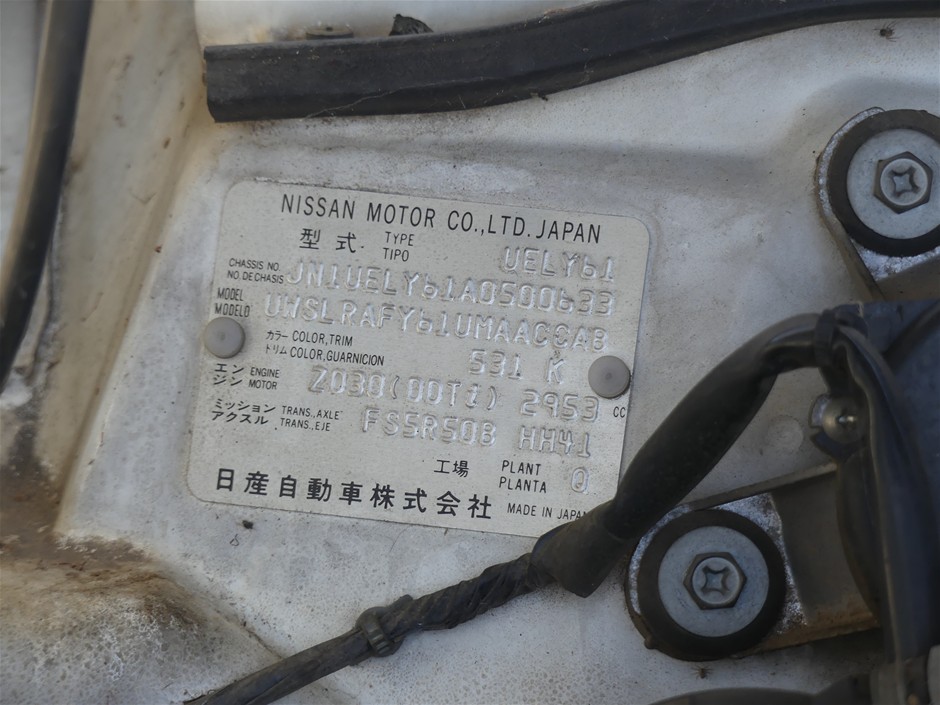 NISSAN MOTOR CO.,LTD. JAPAN
型式 TYPE TIPO UELY61
CHASSIS NO. NO. DE CHASIS JN1UELY61A0500633
MODEL MODELO UWSLRAFY61UMAACCAB
カラー COLOR, TRIM
トリム COLOR, GUARNICION 531 K
エンジン ENGINE MOTOR ZD30(00Ti) 2953 CC
ミッション TRANS., AXLE
アクスル TRANS., EJE FS5R50B HH41
工場 PLANT PLANTA Q
日産自動車株式会社 MADE IN JAPAN